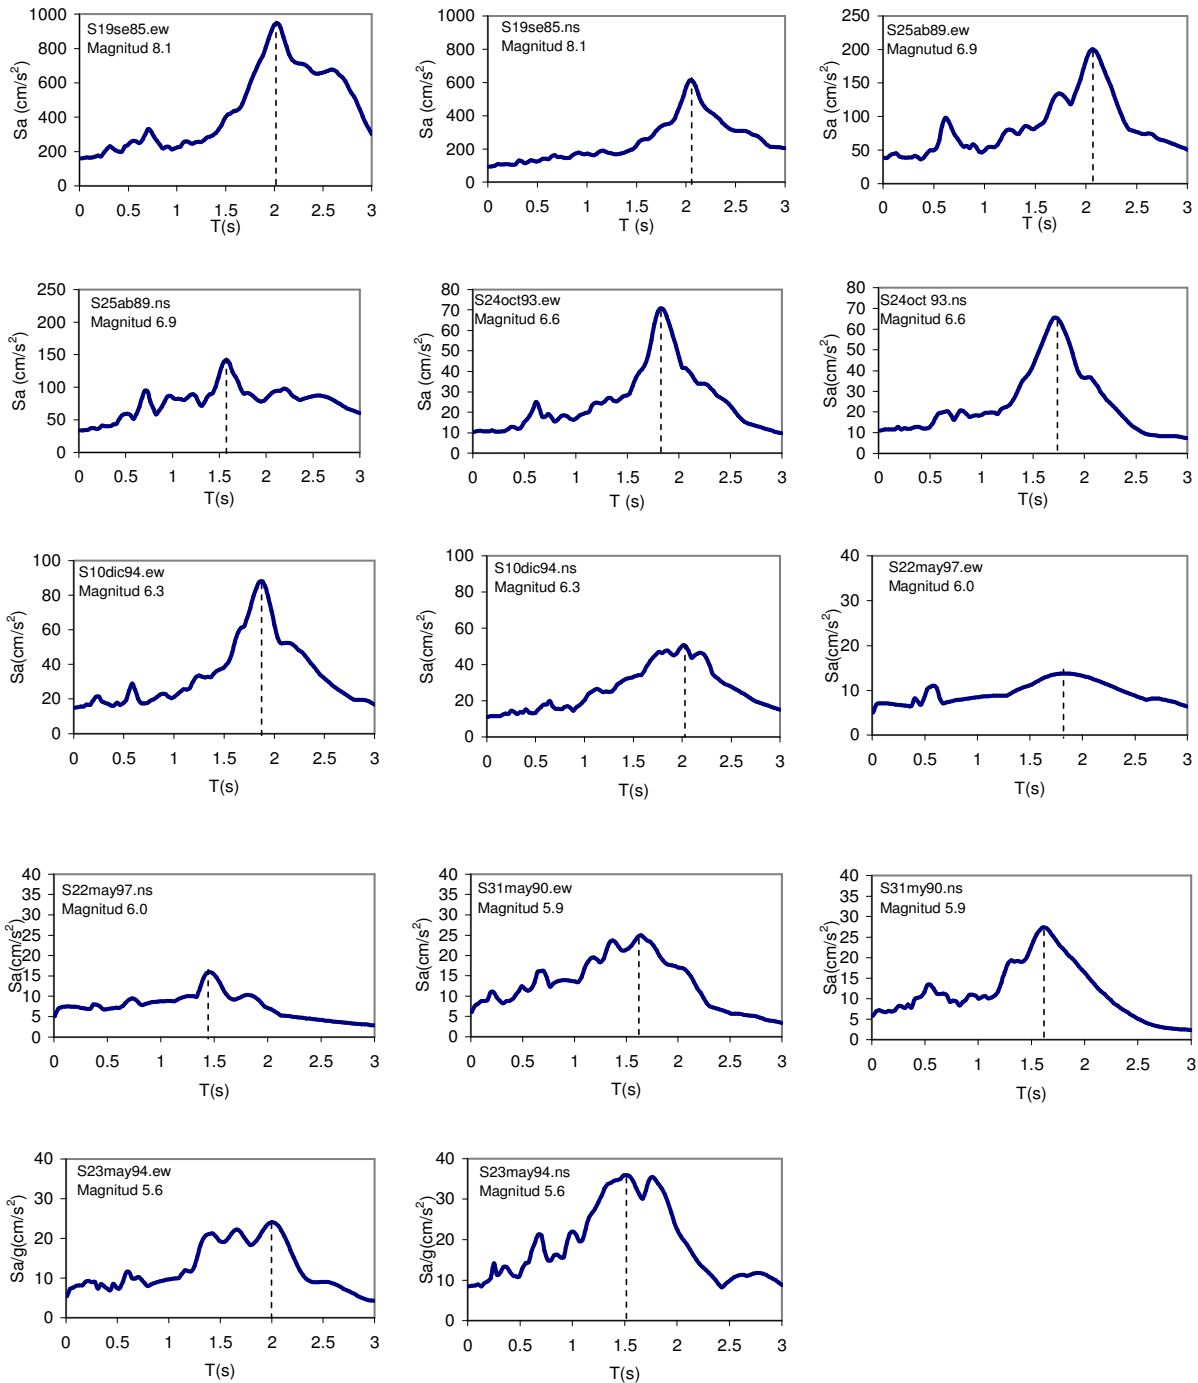 S19se85.ew
Magnitud 8.1
Sa (cm/s²)
1000
800
600
400
200
0
0 0.5 1 1.5 2 2.5 3
T(s)
S19se85.ns
Magnitud 8.1
Sa (cm/s²)
1000
800
600
400
200
0
0 0.5 1 1.5 2 2.5 3
T (s)
S25ab89.ew
Magnutud 6.9
Sa (cm/s²)
250
200
150
100
50
0
0 0.5 1 1.5 2 2.5 3
T (s)
S25ab89.ns
Magnitud 6.9
Sa (cm/s²)
250
200
150
100
50
0
0 0.5 1 1.5 2 2.5 3
T(s)
S24oct93.ew
Magnitud 6.6
Sa (cm/s²)
80
70
60
50
40
30
20
10
0
0 0.5 1 1.5 2 2.5 3
T (s)
S24oct 93.ns
Magnitud 6.6
Sa(cm/s²)
80
70
60
50
40
30
20
10
0
0 0.5 1 1.5 2 2.5 3
T(s)
S10dic94.ew
Magnitud 6.3
Sa(cm/s²)
100
80
60
40
20
0
0 0.5 1 1.5 2 2.5 3
T(s)
S10dic94.ns
Magnitud 6.3
Sa(cm/s²)
100
80
60
40
20
0
0 0.5 1 1.5 2 2.5 3
T(s)
S22may97.ew
Magnitud 6.0
Sa(cm/s²)
40
30
20
10
0
0 0.5 1 1.5 2 2.5 3
T(s)
S22may97.ns
Magnitud 6.0
Sa(cm/s²)
40
35
30
25
20
15
10
5
0
0 0.5 1 1.5 2 2.5 3
T(s)
S31may90.ew
Magnitud 5.9
Sa(cm/s²)
40
35
30
25
20
15
10
5
0
0 0.5 1 1.5 2 2.5 3
T(s)
S31my90.ns
Magnitud 5.9
Sa(cm/s²)
40
35
30
25
20
15
10
5
0
0 0.5 1 1.5 2 2.5 3
T(s)
S23may94.ew
Magnitud 5.6
Sa/g(cm/s²)
40
30
20
10
0
0 0.5 1 1.5 2 2.5 3
T(s)
S23may94.ns
Magnitud 5.6
Sa/g(cm/s²)
40
30
20
10
0
0 0.5 1 1.5 2 2.5 3
T(s)